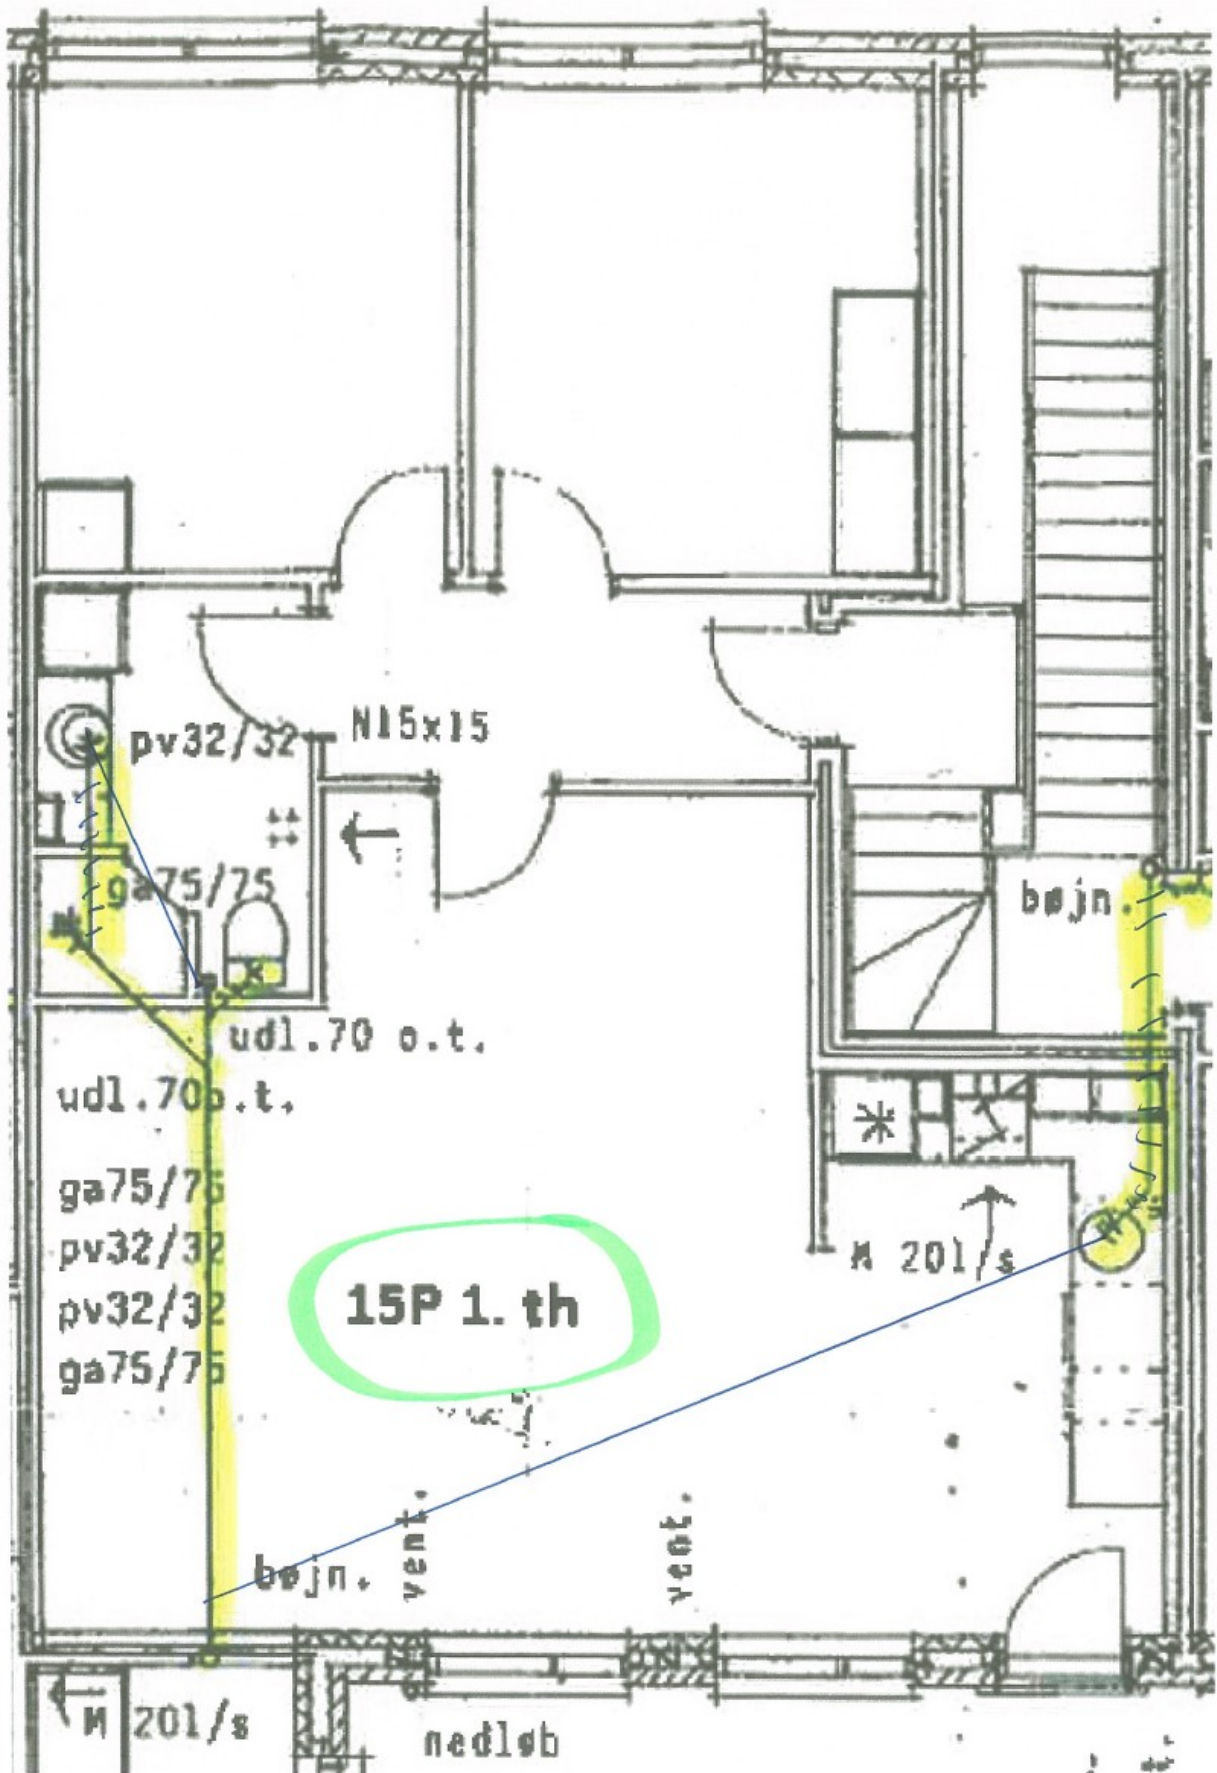 pv32/32
N15x15
ga75/75
bøjn.
udl.70 o.t.
udl.70o.t.
ga75/75
pv32/32
pv32/32
ga75/75
M 20l/s
15P 1. th
vent.
vent.
bøjn.
M 20l/s
nedløb